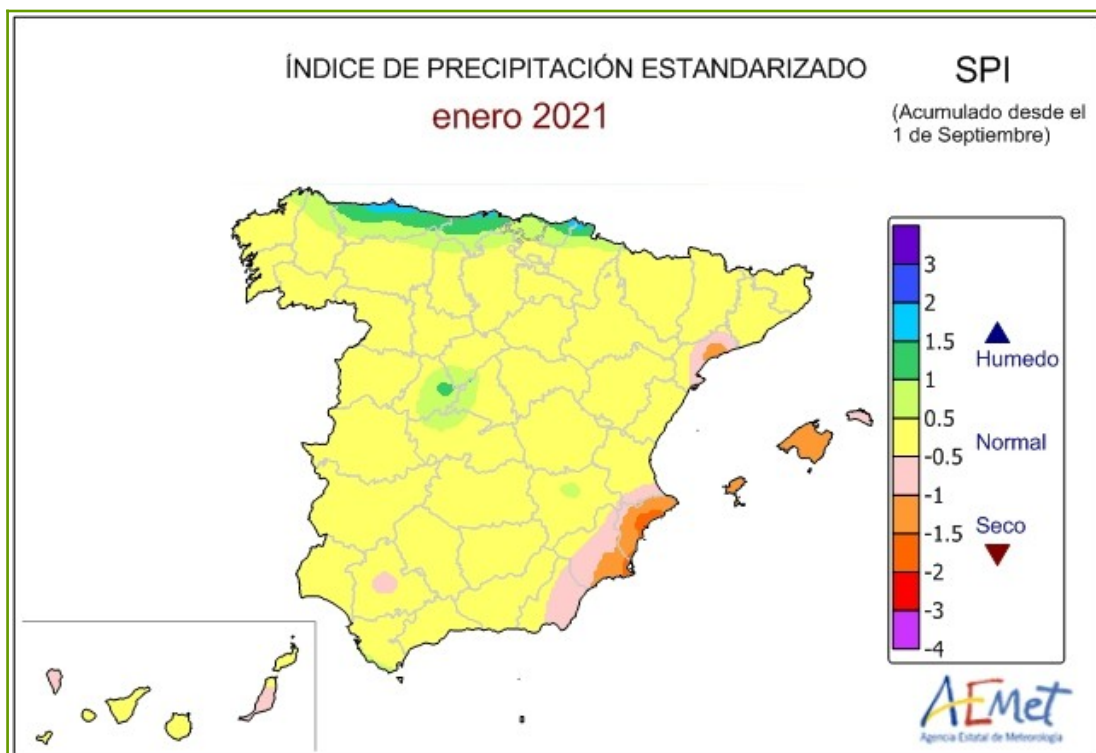 ÍNDICE DE PRECIPITACIÓN ESTANDARIZADO
enero 2021
SPI
(Acumulado desde el
1 de Septiembre)
3
2
1.5
1
0.5
-0.5
-1
-1.5
-2
-3
-4
Humedo
Normal
Seco
AEMet
Agencia Estatal de Meteorología